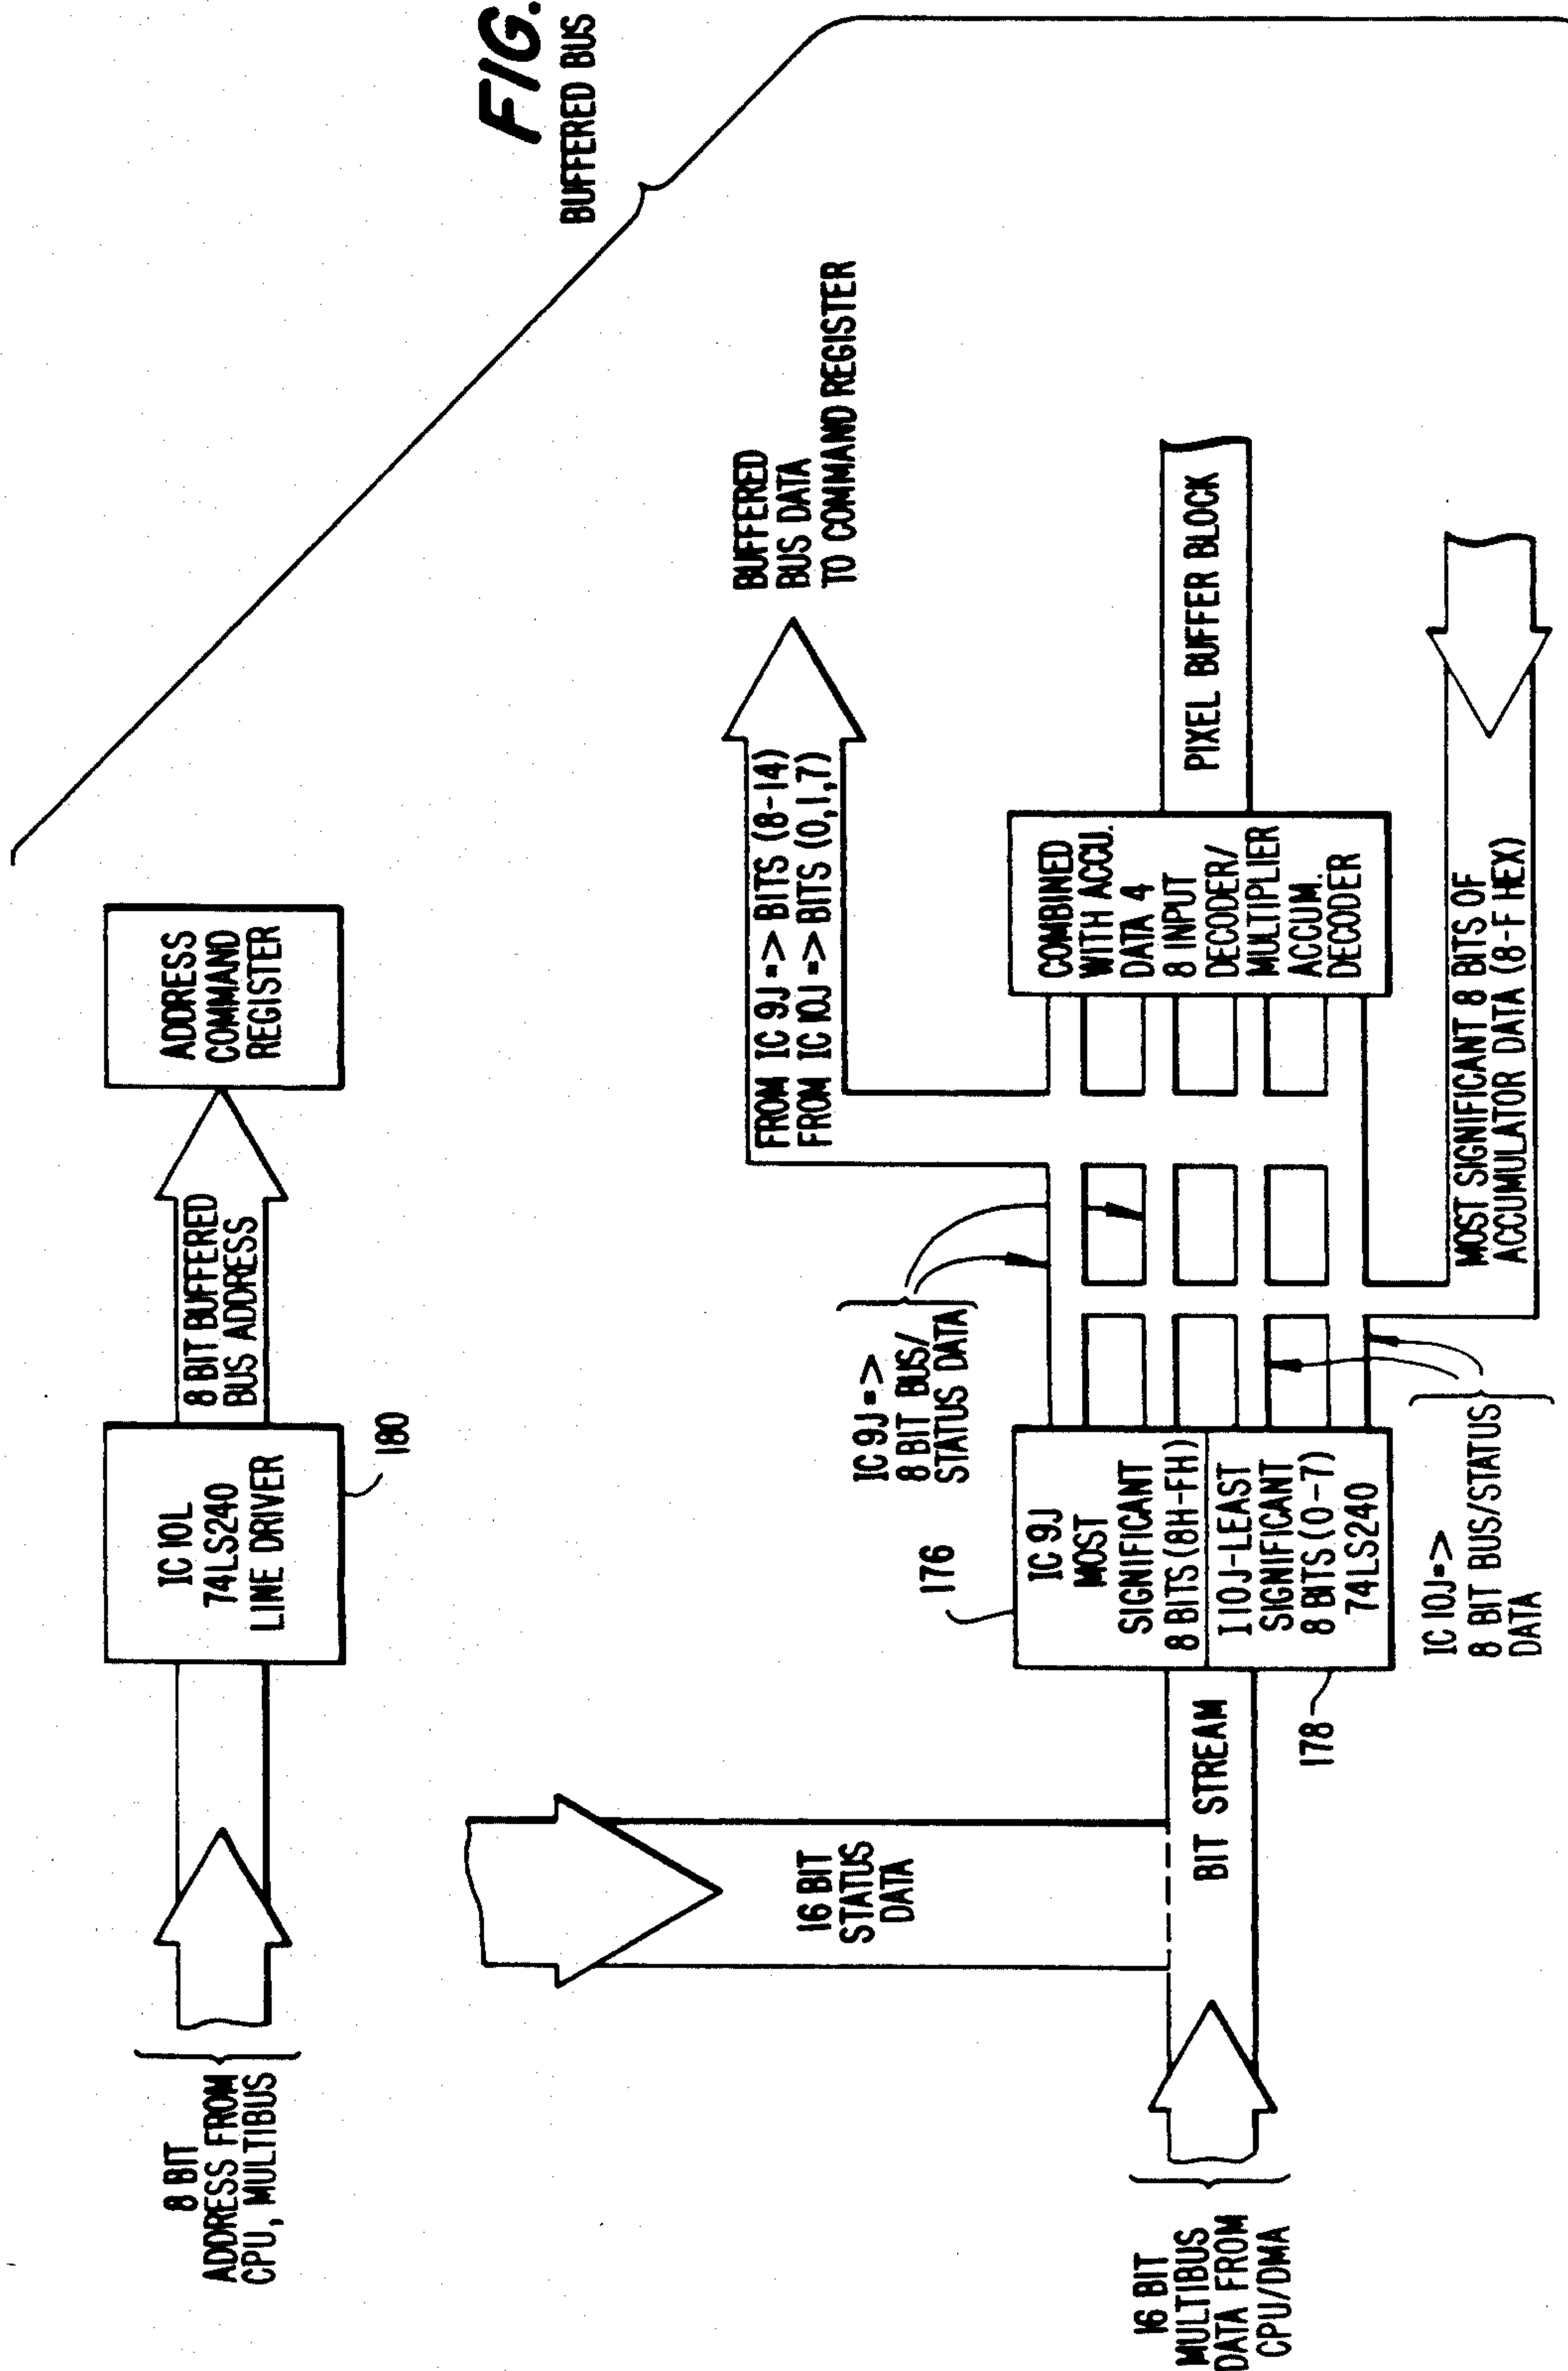 FIG.
BUFFERED BUS
8 BIT
ADDRESS FROM
CPU, MULTIBUS
IC 10L
74LS240
LINE DRIVER
180
8 BIT BUFFERED
BUS ADDRESS
ADDRESS
COMMAND
REGISTER
16 BIT
STATUS
DATA
16 BIT
MULTIBUS
DATA FROM
CPU/DMA
BIT STREAM
176
IC 9J
MOST
SIGNIFICANT
8 BITS (8H-FH)
I10J-LEAST
SIGNIFICANT
8 BITS (0-7)
74LS240
178
IC 9J =>
8 BIT BUS/
STATUS DATA
IC 10J=>
8 BIT BUS/STATUS
DATA
FROM IC 9J => BITS (8-14)
FROM IC 10J => BITS (0,1,7)
BUFFERED
BUS DATA
TO COMMAND REGISTER
COMBINED
WITH ACCU.
DATA 4
8 INPUT
DECODER/
MULTIPLIER
ACCUM.
DECODER
PIXEL BUFFER BLOCK
MOST SIGNIFICANT 8 BITS OF
ACCUMULATOR DATA (8-F HEX)